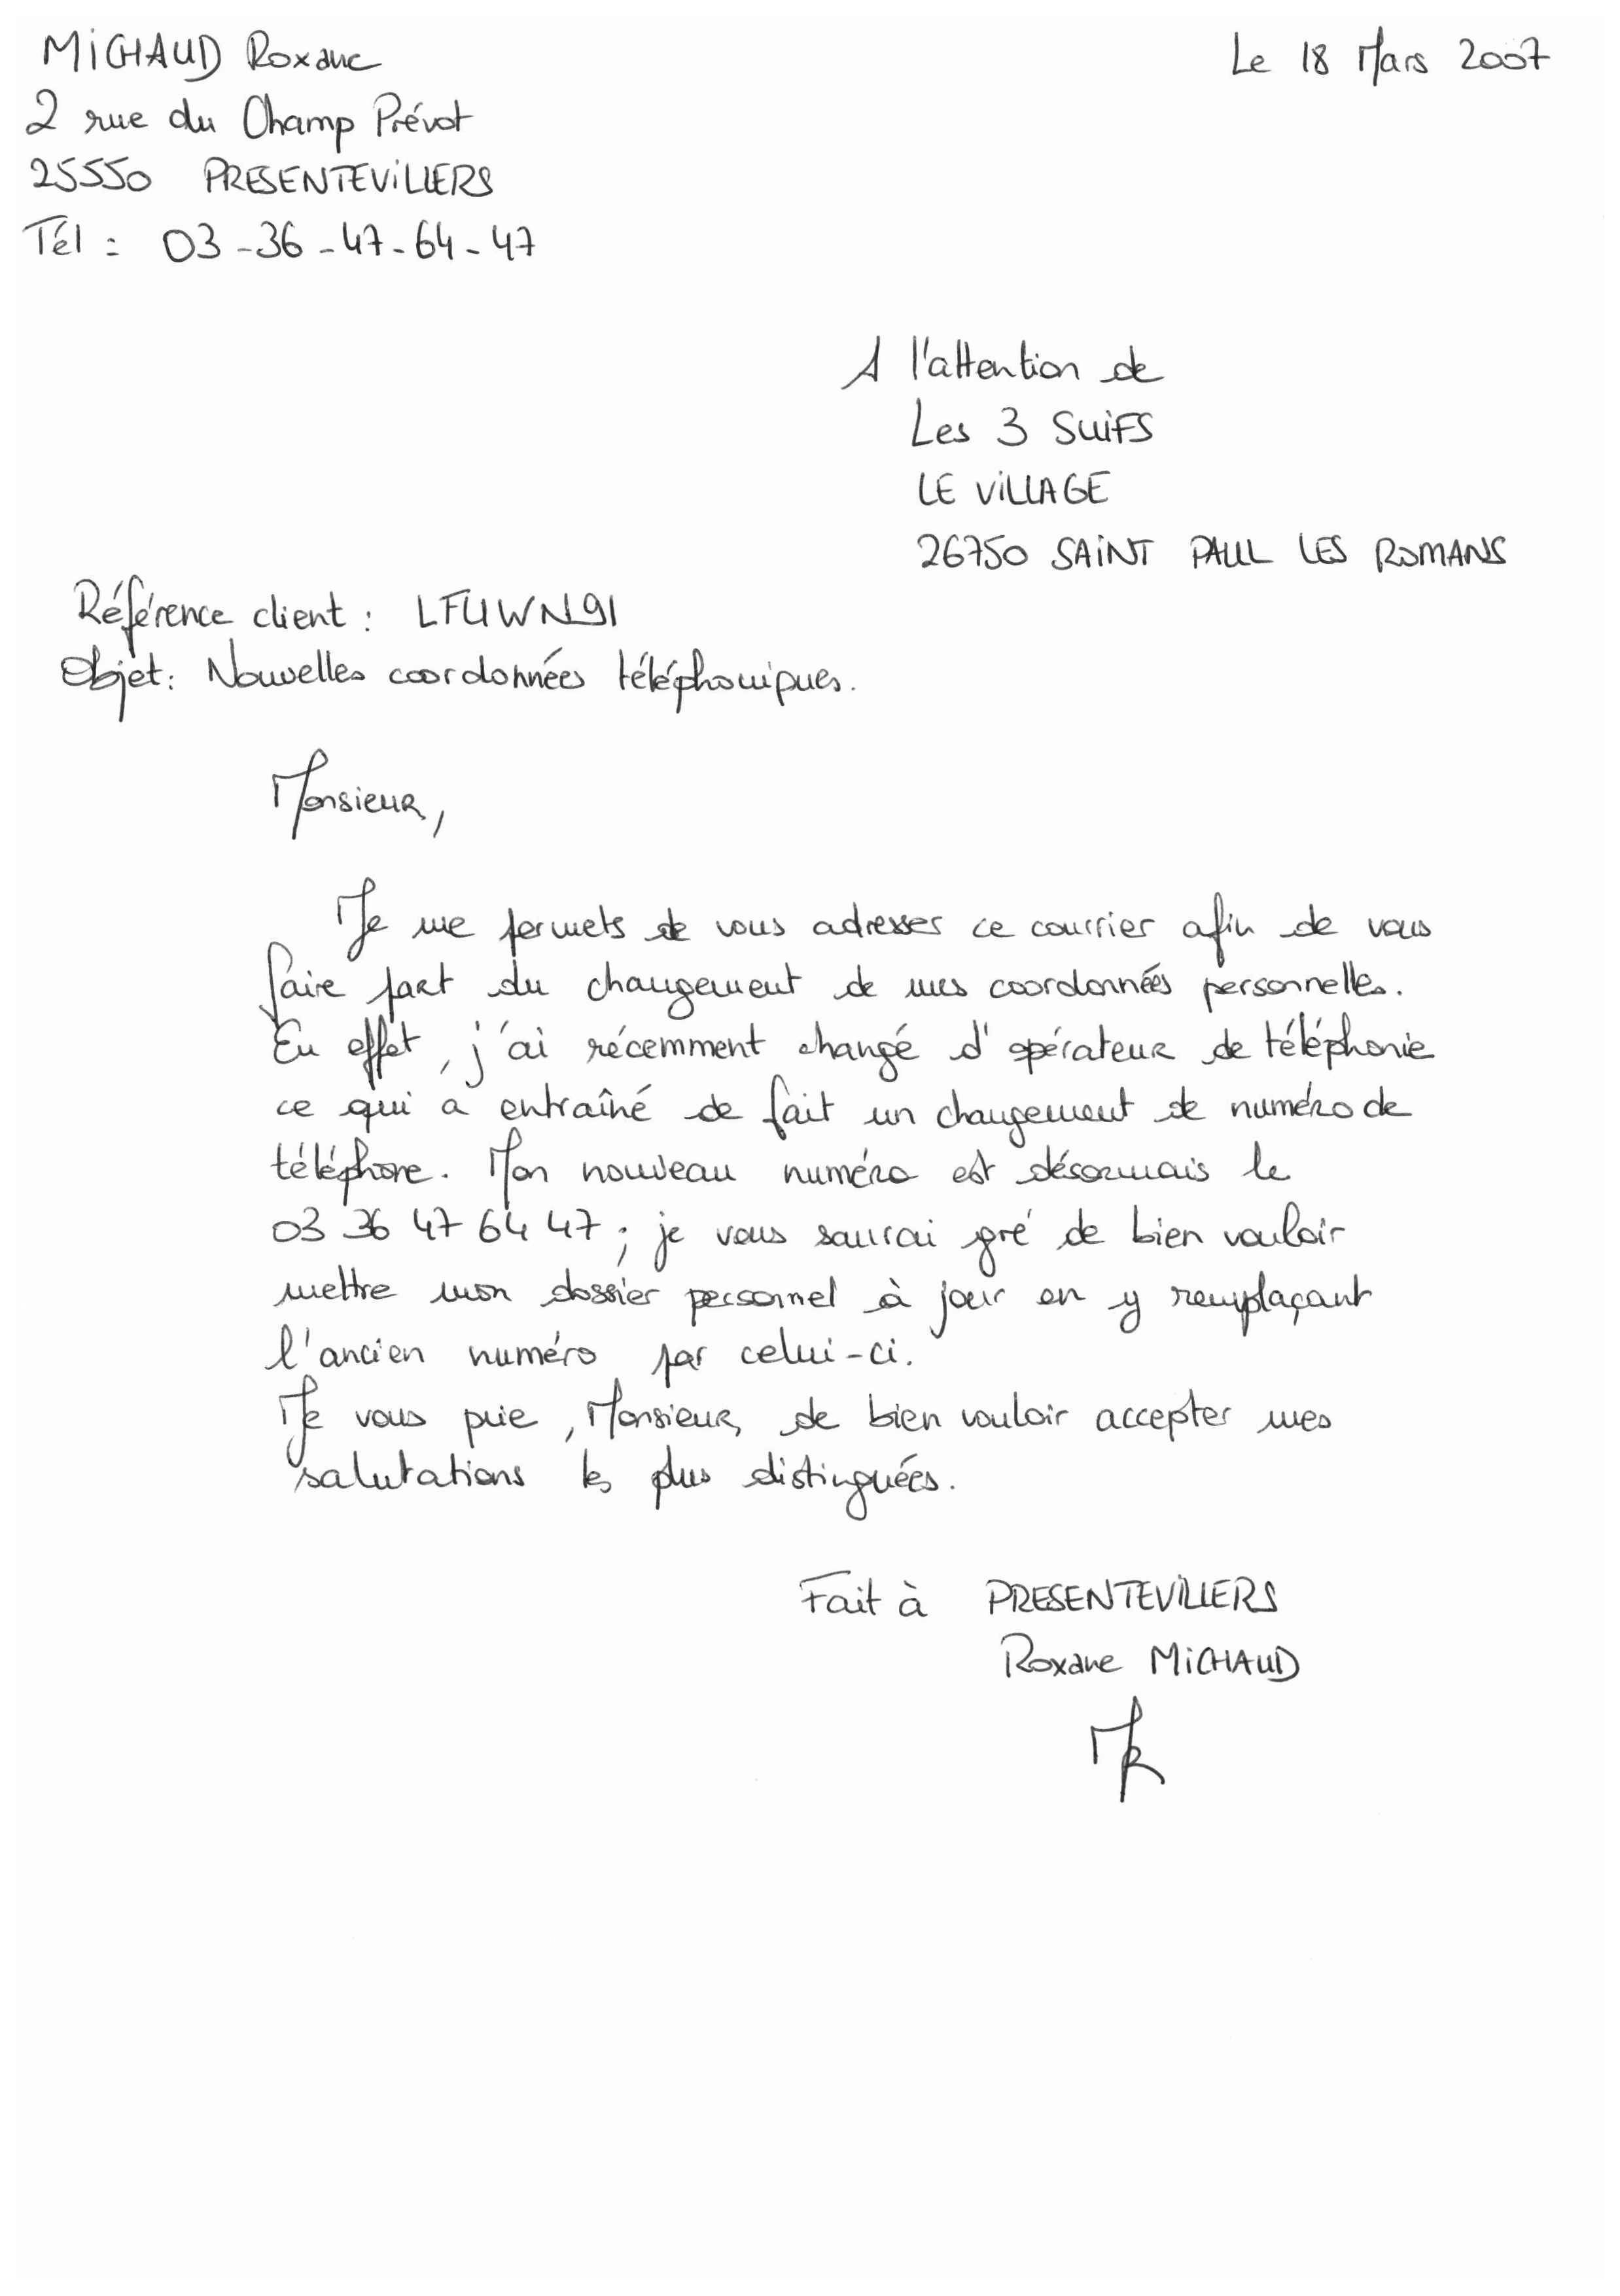 MICHAUD Roxane
Le 18 Mars 2007
2 rue du Champ Prévot
25550 PRESENTEVILLERS
Tél : 03-36-47-64-47
A l'attention de
Les 3 SUIFS
LE VILLAGE
26750 SAINT PAUL LES ROMANS
Référence client : LFUWN91
Objet : Nouvelles coordonnées téléphoniques.
Monsieur,
Je me permets de vous adresser ce courrier afin de vous
faire part du changement de mes coordonnées personnelles.
En effet, j'ai récemment changé d'opérateur de téléphonie
ce qui a entraîné de fait un changement de numéro de
téléphone. Mon nouveau numéro est désormais le
03 36 47 64 47 ; je vous saurai gré de bien vouloir
mettre mon dossier personnel à jour en y remplaçant
l'ancien numéro par celui-ci.
Je vous prie, Monsieur, de bien vouloir accepter mes
salutations les plus distinguées.
Fait à PRESENTEVILLERS
Roxane MICHAUD
MR